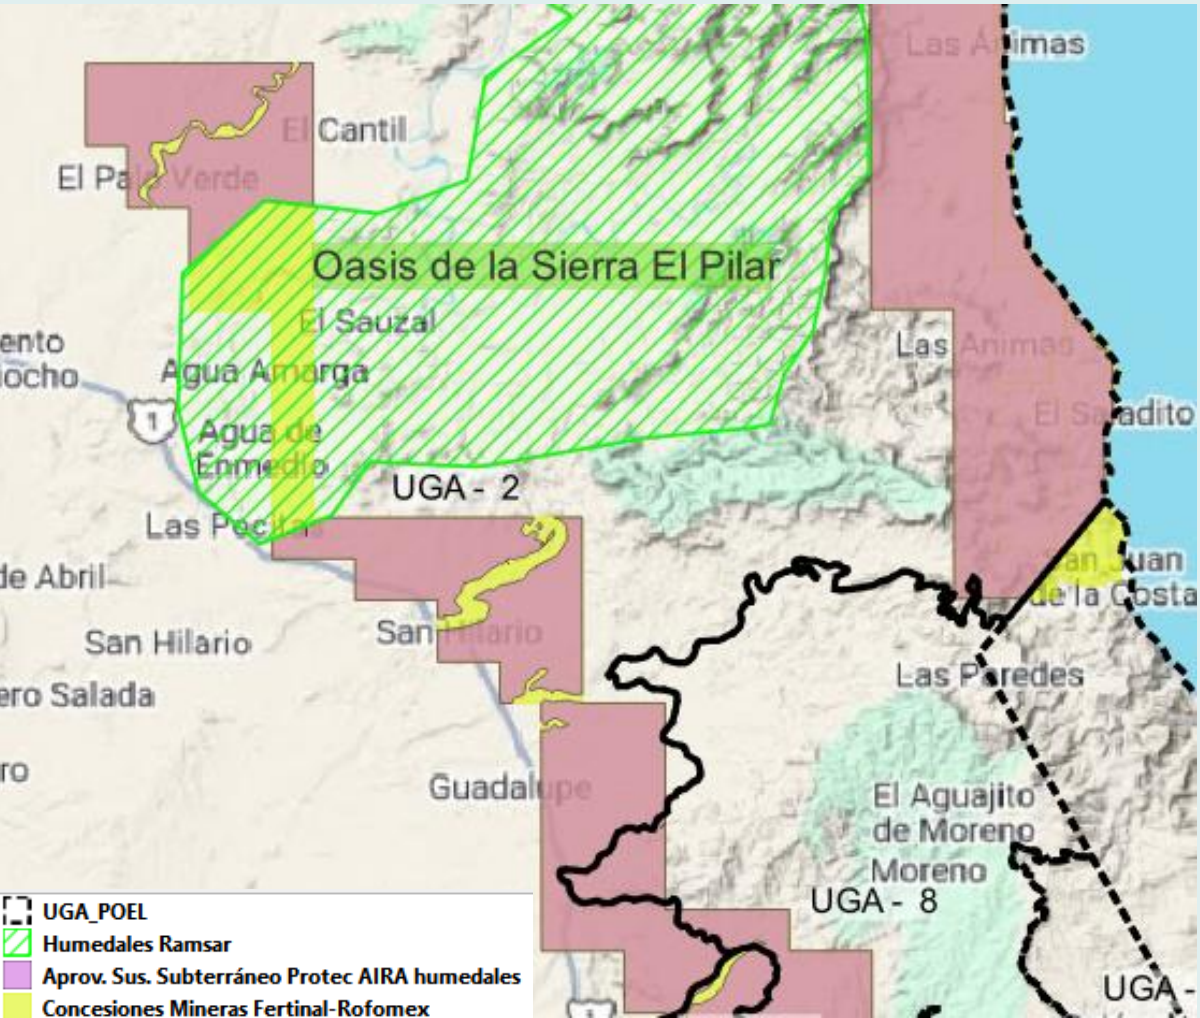 Las Ánimas
El Cantil
El Palo Verde
Oasis de la Sierra El Pilar
El Sauzal
ento
iocho
Las Animas
Agua Amarga
1
El Saladito
Agua de
Enmedio
UGA - 2
Las Pocitas
San Juan
de la Costa
de Abril
San Hilario
San Hilario
Las Paredes
ero Salada
ro
Guadalupe
El Aguajito
de Moreno
Moreno
UGA - 8
UGA -
1
UGA_POEL
Humedales Ramsar
Aprov. Sus. Subterráneo Protec AIRA humedales
Concesiones Mineras Fertinal-Rofomex